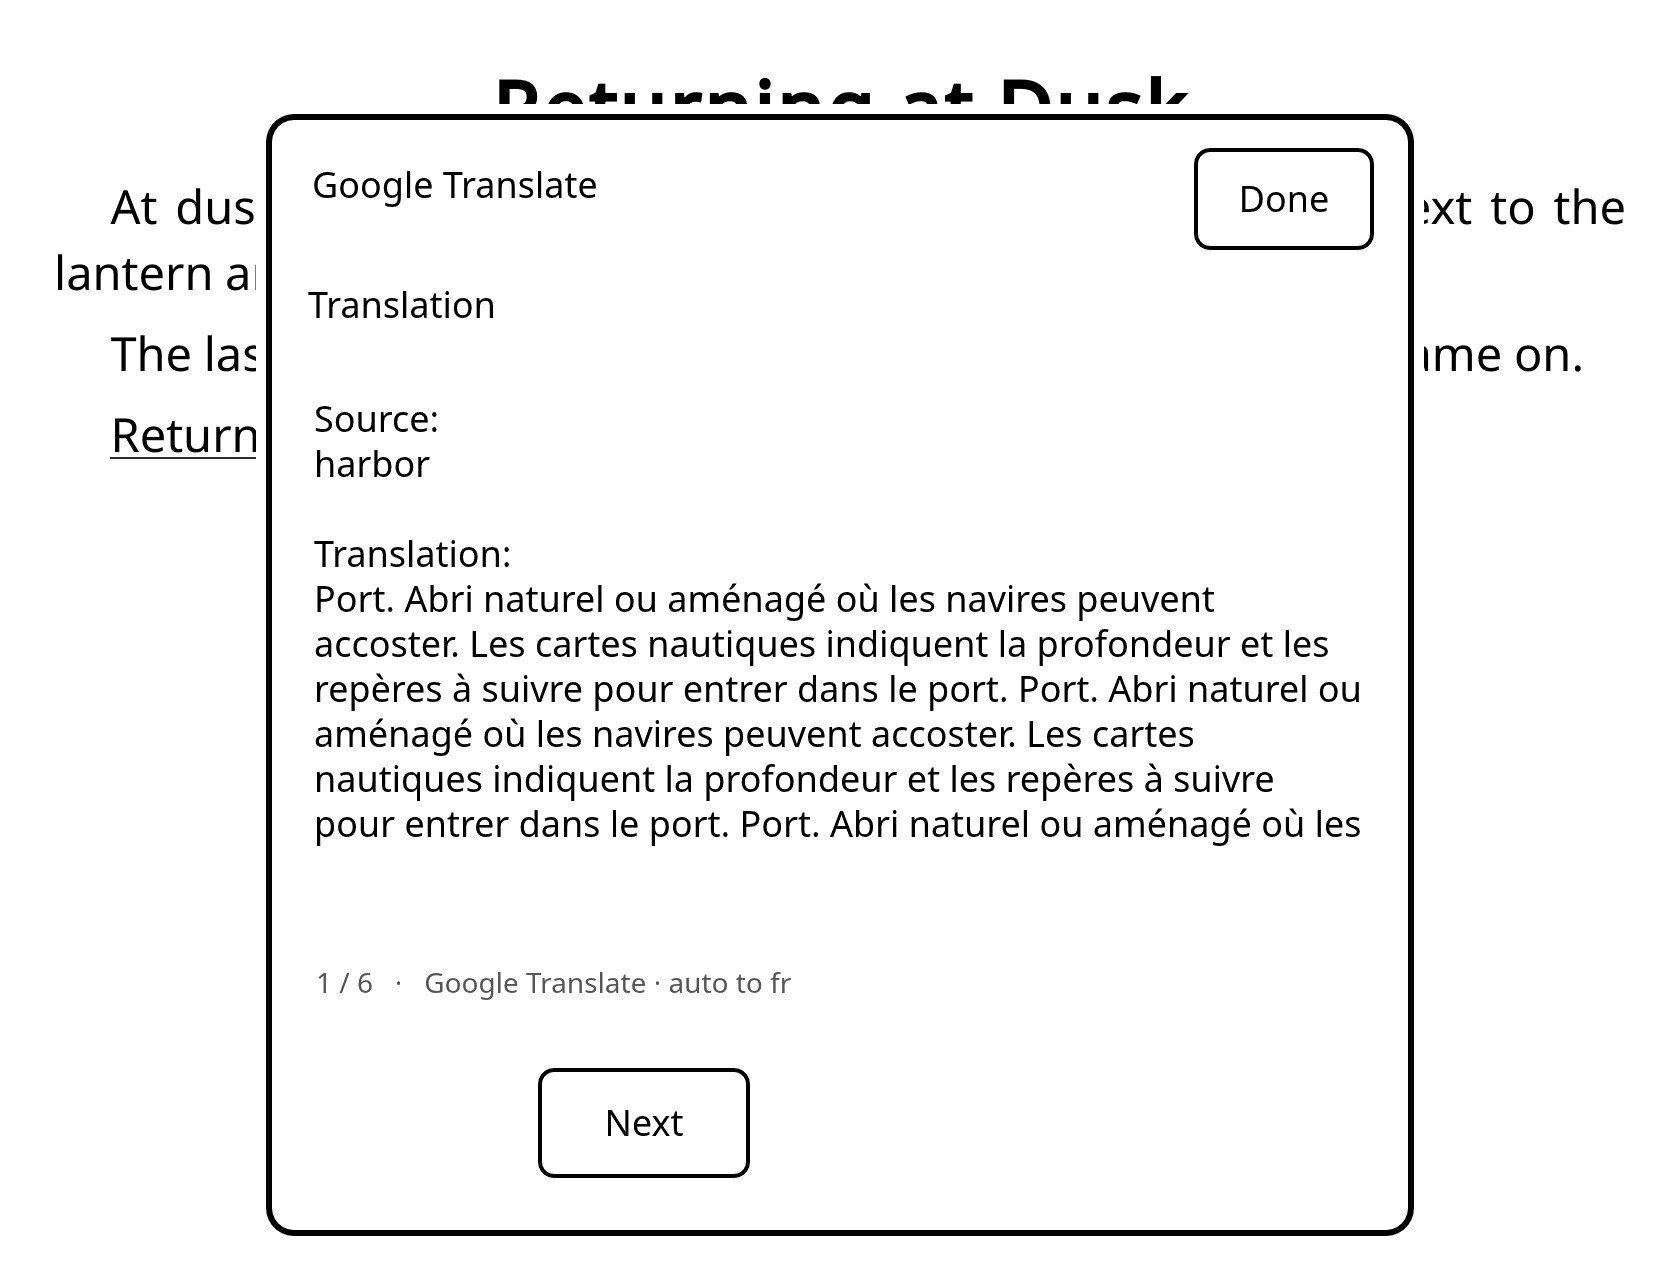 Returning at Dusk
Google Translate
Done
At
ext to the
lantern
Translation
The
on.
Source:
harbor
Translation:
Port. Abri naturel ou aménagé où les navires peuvent
accoster. Les cartes nautiques indiquent la profondeur et les
repères à suivre pour entrer dans le port. Port. Abri naturel ou
aménagé où les navires peuvent accoster. Les cartes
nautiques indiquent la profondeur et les repères à suivre
pour entrer dans le port. Port. Abri naturel ou aménagé où les
1 / 6 · Google Translate · auto to fr
Next